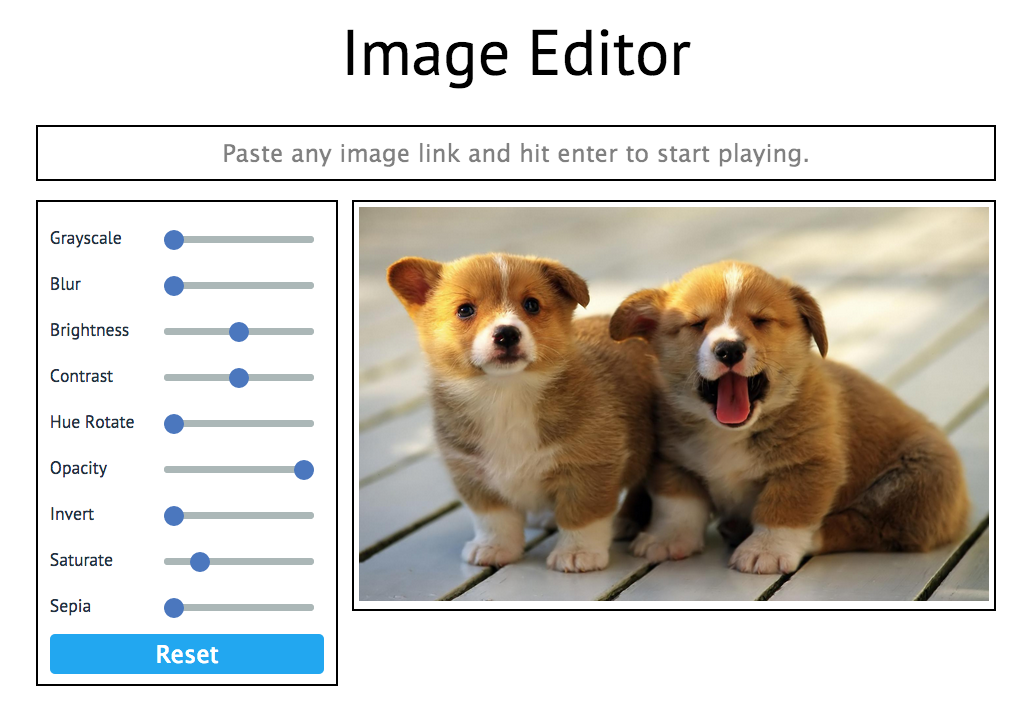 Image Editor
Paste any image link and hit enter to start playing.
Grayscale
Blur
Brightness
Contrast
Hue Rotate
Opacity
Invert
Saturate
Sepia
Reset